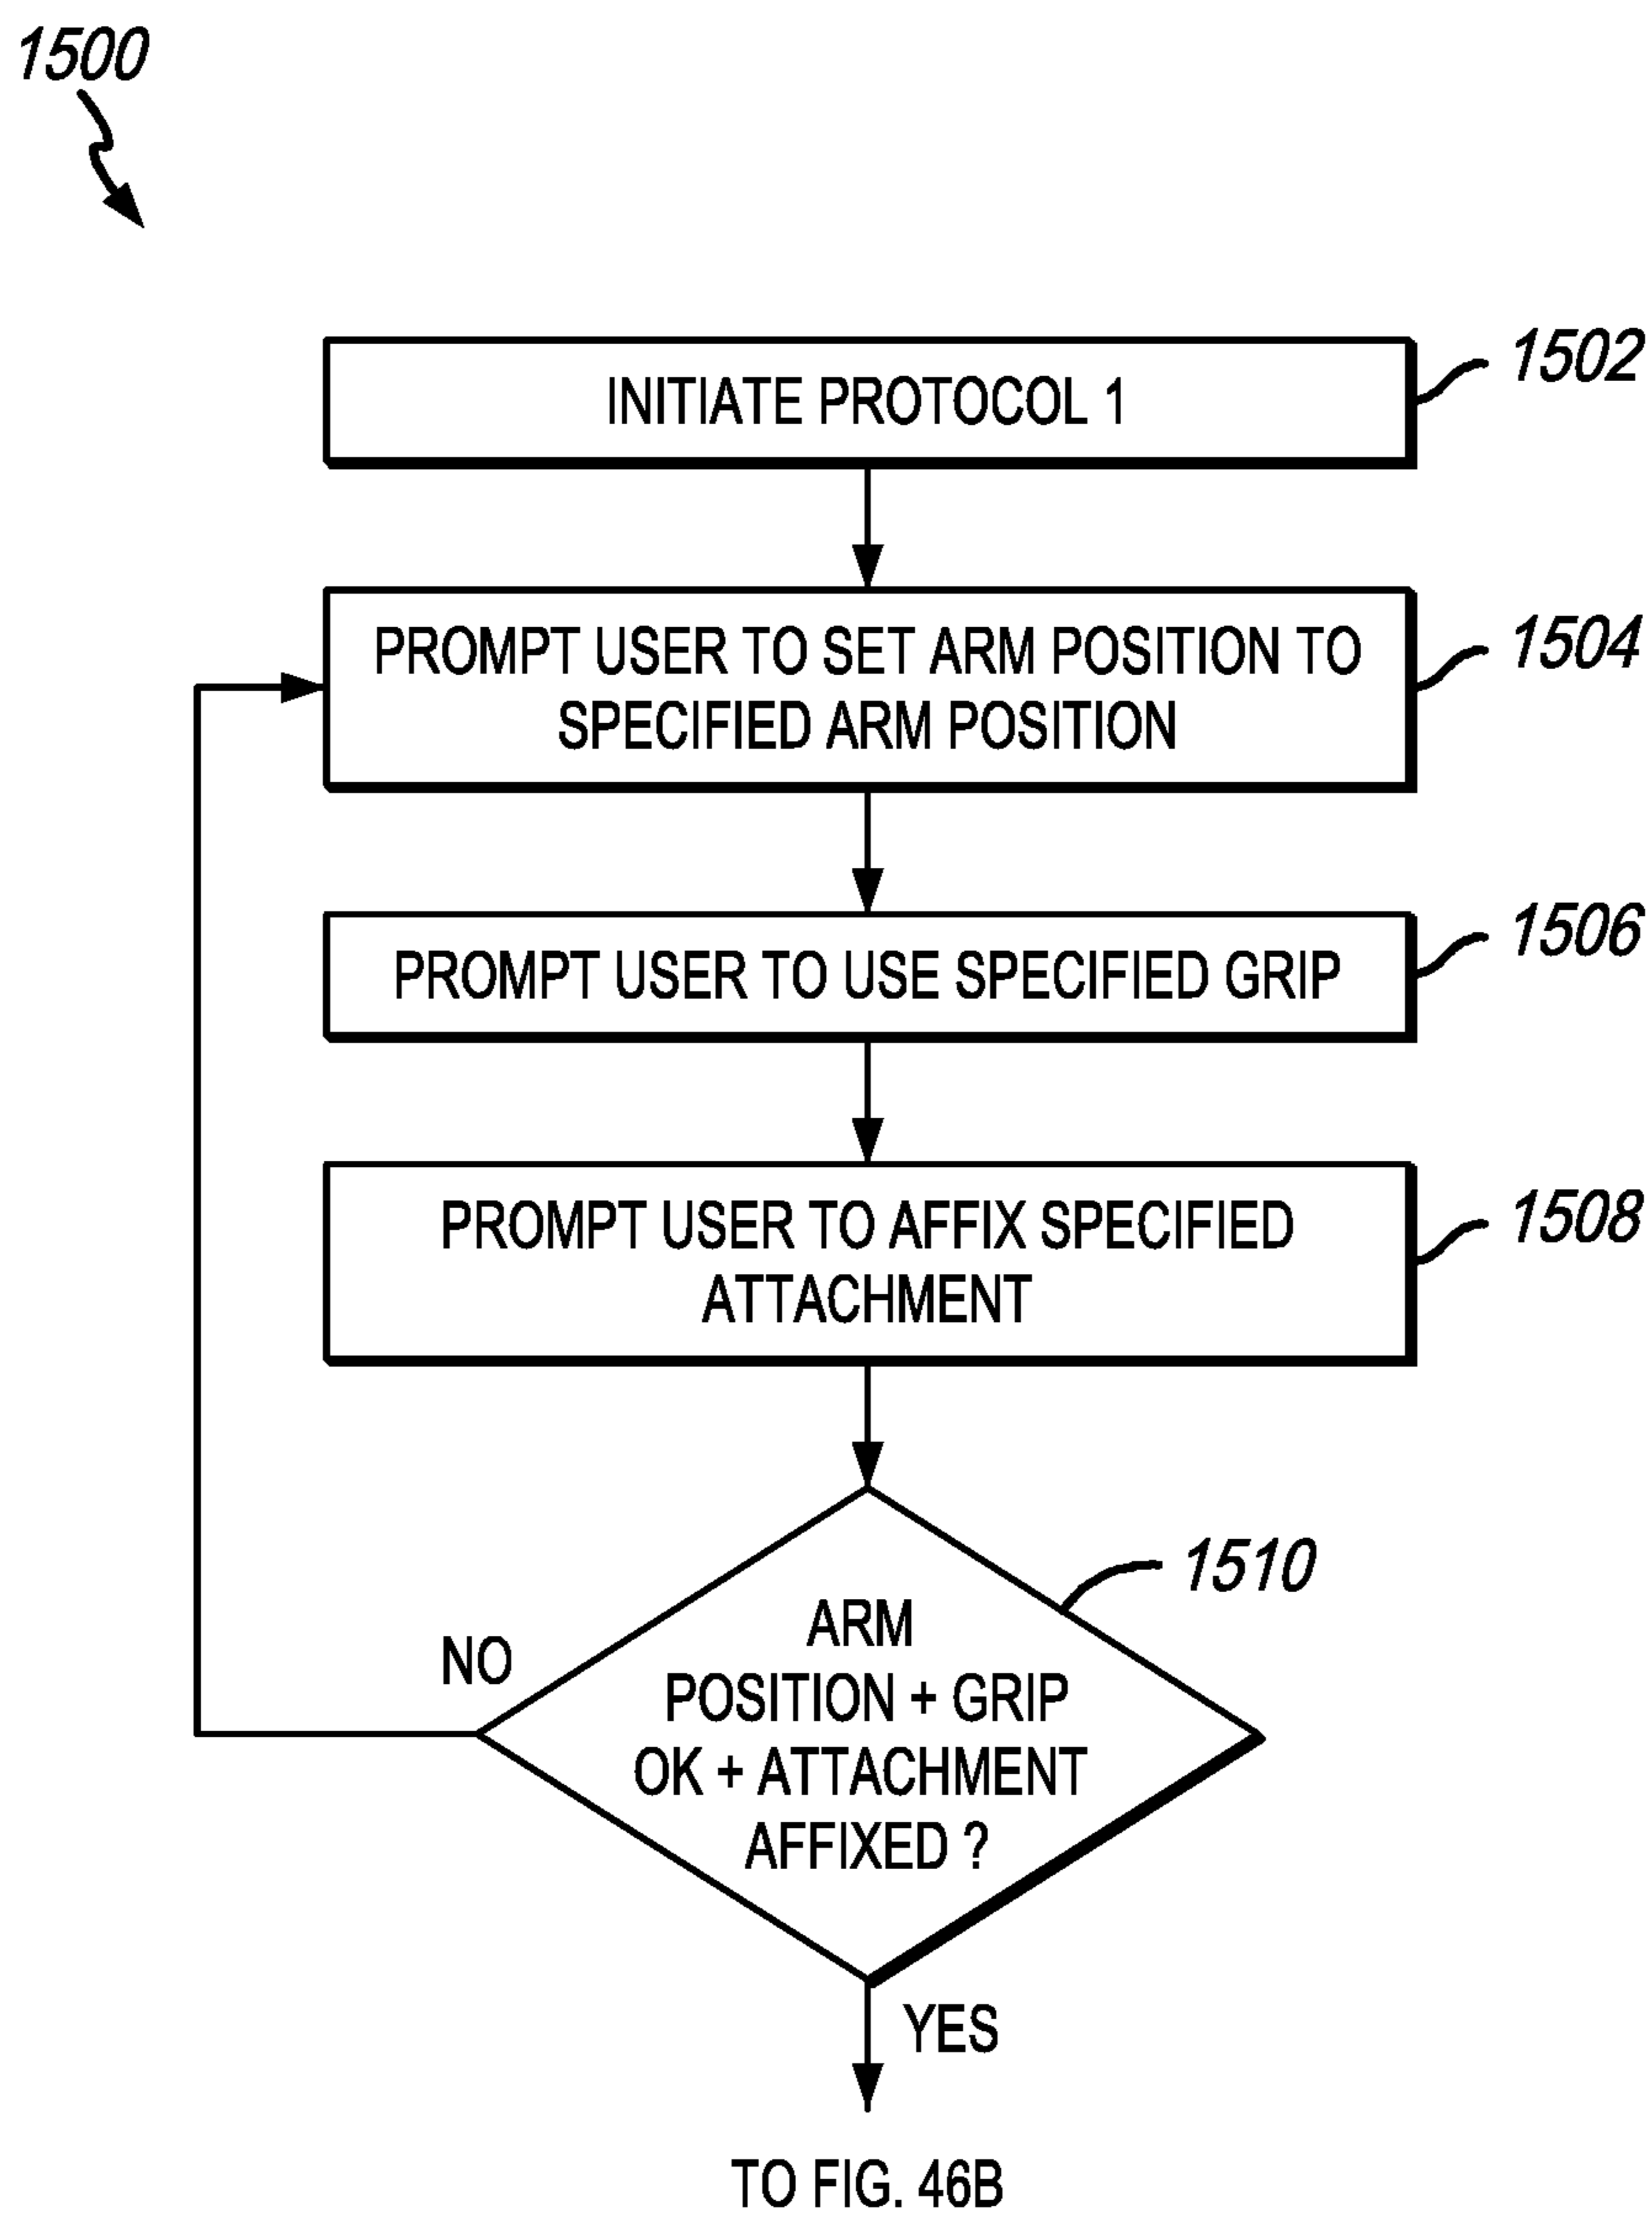 1500
INITIATE PROTOCOL 1
1502
PROMPT USER TO SET ARM POSITION TO
SPECIFIED ARM POSITION
1504
PROMPT USER TO USE SPECIFIED GRIP
1506
PROMPT USER TO AFFIX SPECIFIED
ATTACHMENT
1508
1510
ARM
POSITION + GRIP
OK + ATTACHMENT
AFFIXED ?
NO
YES
TO FIG. 46B